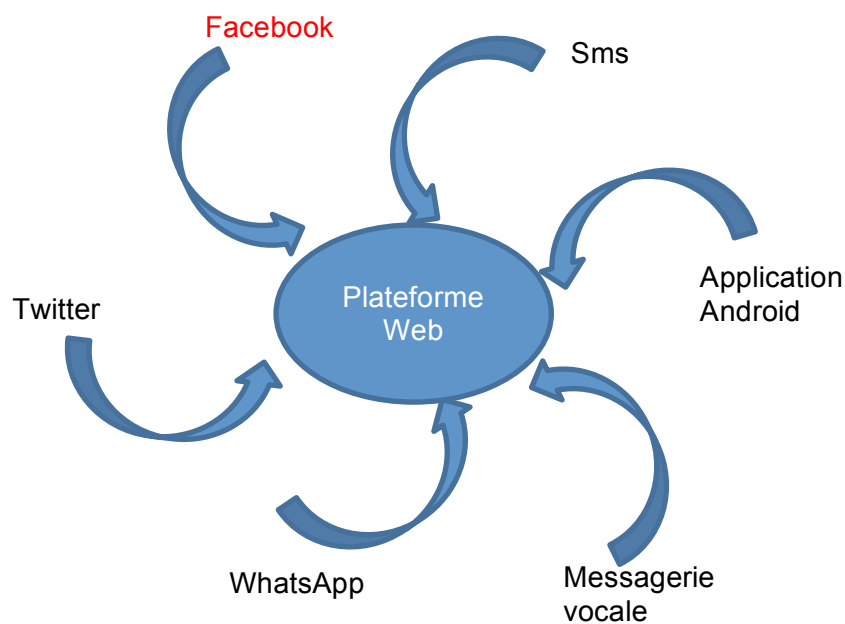 Facebook
Sms
Application
Android
Twitter
Plateforme
Web
WhatsApp
Messagerie
vocale